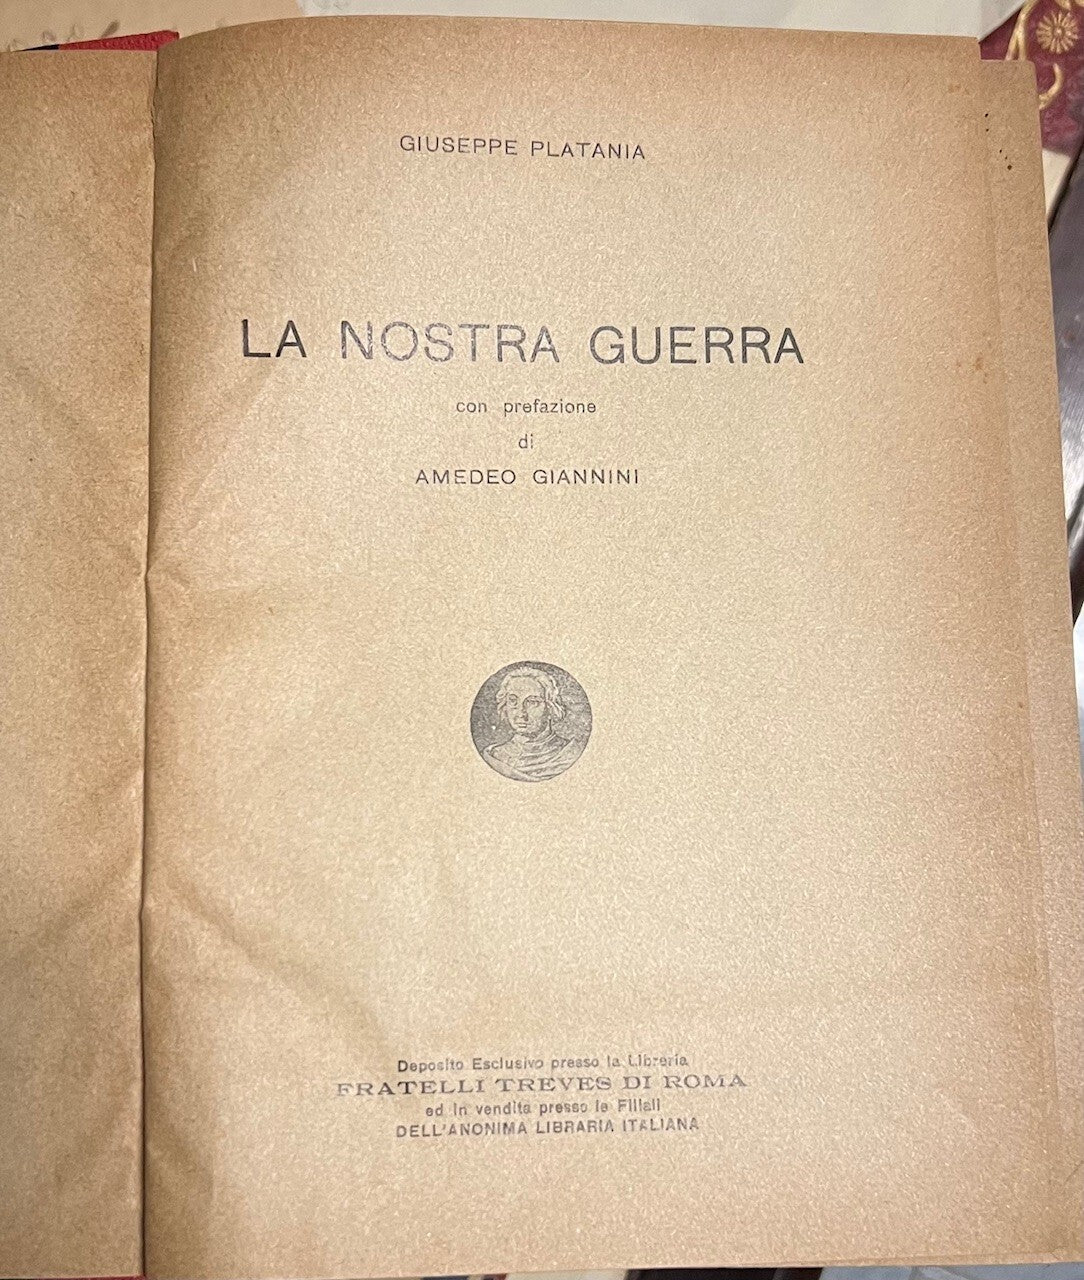 GIUSEPPE PLATANIA
LA NOSTRA GUERRA
con prefazione
di
AMEDEO GIANNINI
Deposito Esclusivo presso la Libreria
FRATELLI TREVES DI ROMA
ed in vendita presso le Filiali
DELL'ANONIMA LIBRARIA ITALIANA